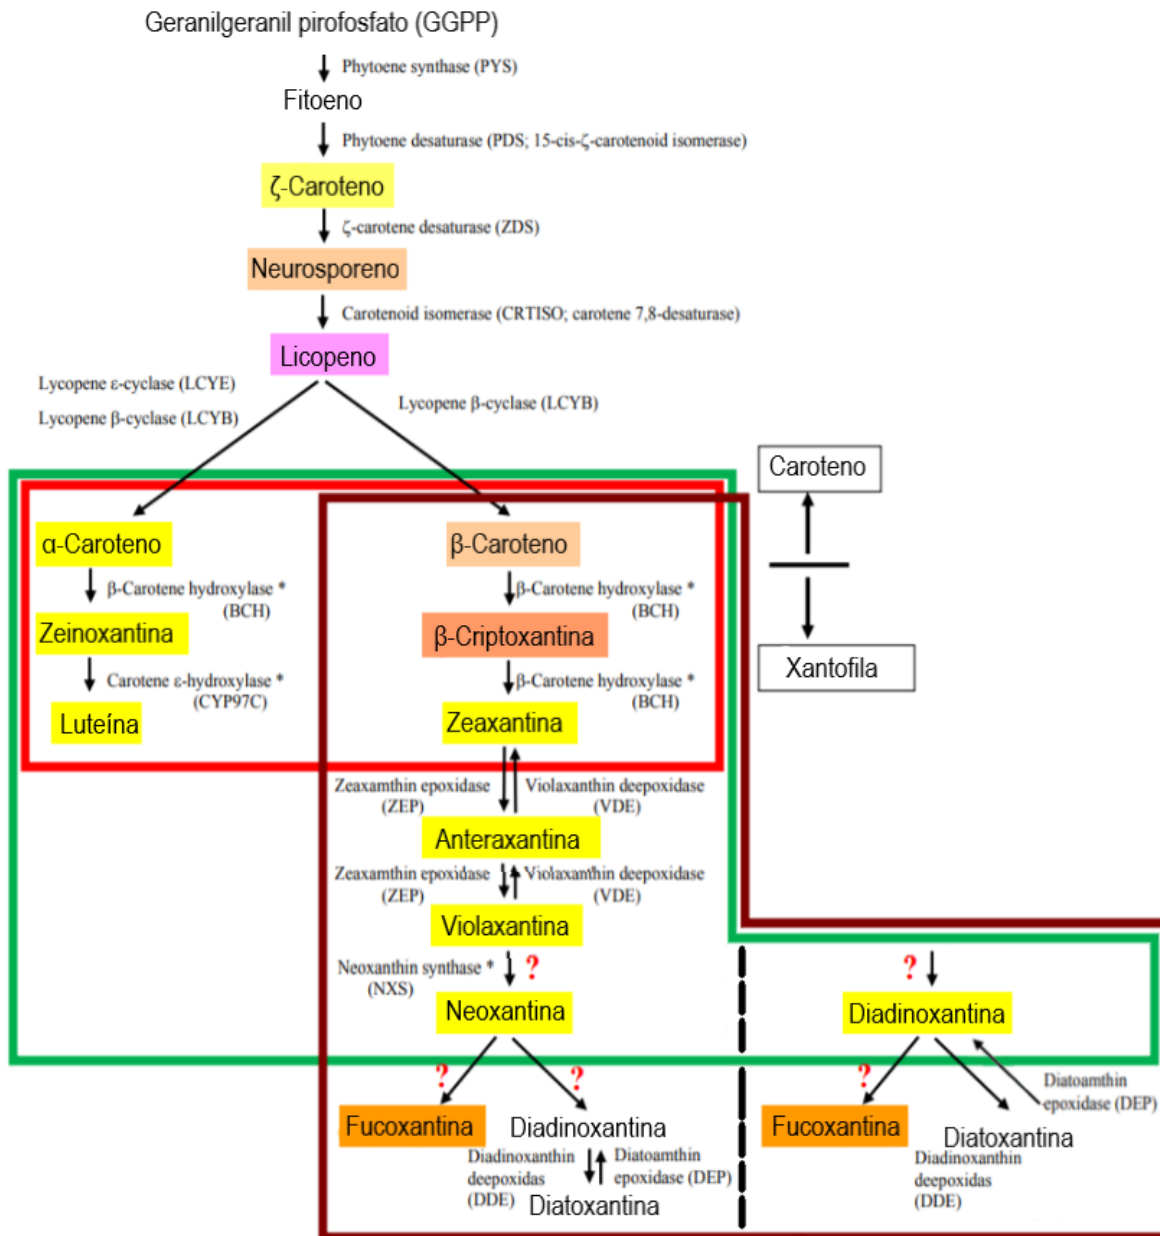 Geranilgeranil pirofosfato (GGPP)
Phytoene synthase (PYS)
Fitoeno
Phytoene desaturase (PDS; 15-cis-ζ-carotenoid isomerase)
ζ-Caroteno
ζ-carotene desaturase (ZDS)
Neurosporeno
Carotenoid isomerase (CRTISO; carotene 7,8-desaturase)
Licopeno
Lycopene ε-cyclase (LCYE)
Lycopene β-cyclase (LCYB)
Lycopene β-cyclase (LCYB)
Caroteno
Xantofila
α-Caroteno
β-Carotene hydroxylase *
(BCH)
Zeinoxantina
Carotene ε-hydroxylase *
(CYP97C)
Luteína
β-Caroteno
β-Carotene hydroxylase *
(BCH)
β-Criptoxantina
β-Carotene hydroxylase *
(BCH)
Zeaxantina
Zeaxamthin epoxidase
(ZEP)
Violaxanthin deepoxidase
(VDE)
Anteraxantina
Zeaxamthin epoxidase
(ZEP)
Violaxanthin deepoxidase
(VDE)
Violaxantina
Neoxanthin synthase *
(NXS)
?
Neoxantina
?
?
Fucoxantina
Diadinoxantina
Diadinoxanthin
deepoxidas
(DDE)
Diatoamthin
epoxidase (DEP)
Diatoxantina
?
Diadinoxantina
?
Diatoamthin
epoxidase (DEP)
Fucoxantina
Diatoxantina
Diadinoxanthin
deepoxidas
(DDE)